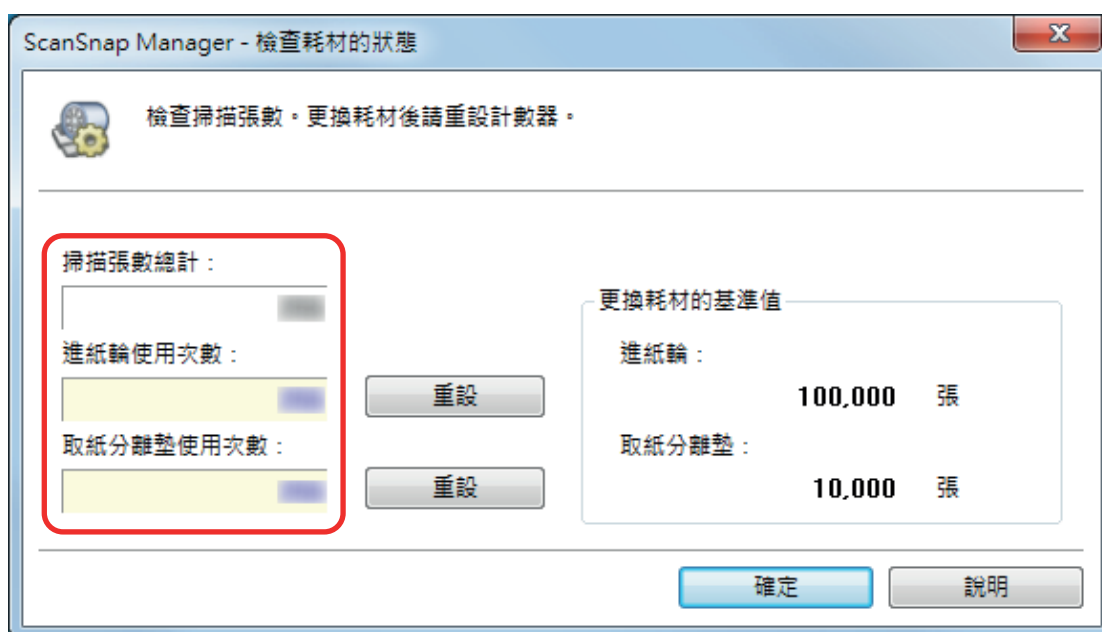 ScanSnap Manager - 檢查耗材的狀態
檢查掃描張數。更換耗材後請重設計數器。
掃描張數總計：
進紙輪使用次數：
重設
取紙分離墊使用次數：
重設
更換耗材的基準值
進紙輪：
100,000 張
取紙分離墊：
10,000 張
確定
說明